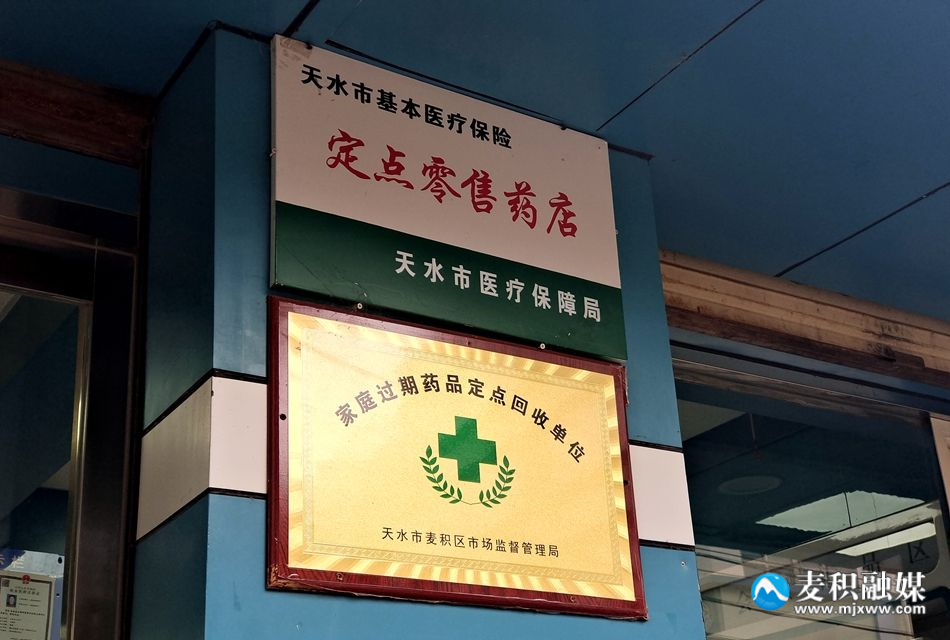 天水市基本医疗保险
定点零售药店
天水市医疗保障局
家庭过期药品定点回收单位
天水市麦积区市场监督管理局
麦积融媒
www.mjxww.com